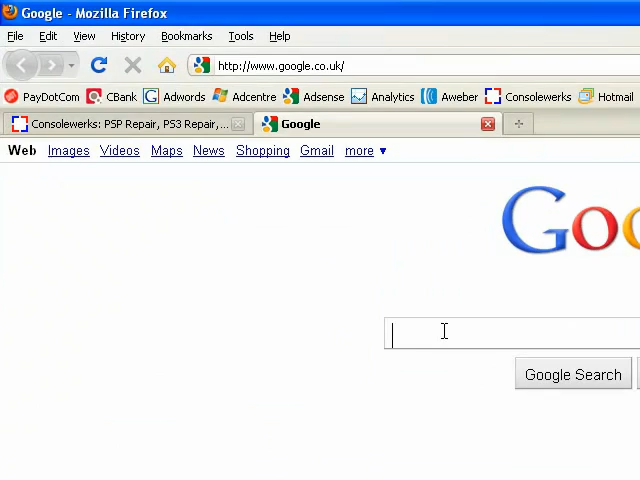 Google - Mozilla Firefox
File Edit View History Bookmarks Tools Help
http://www.google.co.uk/
PayDotCom CBank Adwords Adcentre Adsense Analytics Aweber Consolewerks Hotmail
Consolewerks: PSP Repair, PS3 Repair,... Google
Web Images Videos Maps News Shopping Gmail more ▼
Goo
Google Search